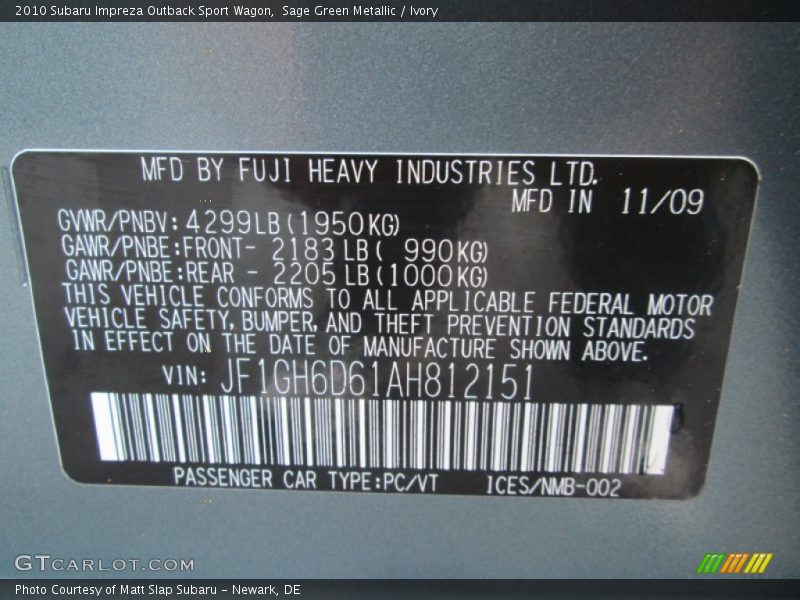 2010 Subaru Impreza Outback Sport Wagon,  Sage Green Metallic / Ivory
MFD BY FUJI HEAVY INDUSTRIES LTD.
MFD IN 11/09
GVWR/PNBV: 4299LB(1950KG)
GAWR/PNBE:FRONT- 2183LB( 990KG)
GAWR/PNBE:REAR - 2205LB(1000KG)
THIS VEHICLE CONFORMS TO ALL APPLICABLE FEDERAL MOTOR
VEHICLE SAFETY, BUMPER, AND THEFT PREVENTION STANDARDS
IN EFFECT ON THE DATE OF MANUFACTURE SHOWN ABOVE.
VIN: JF1GH6D61AH812151
PASSENGER CAR TYPE:PC/VT ICES/NMB-002
GTCARLOT.COM
Photo Courtesy of Matt Slap Subaru - Newark, DE